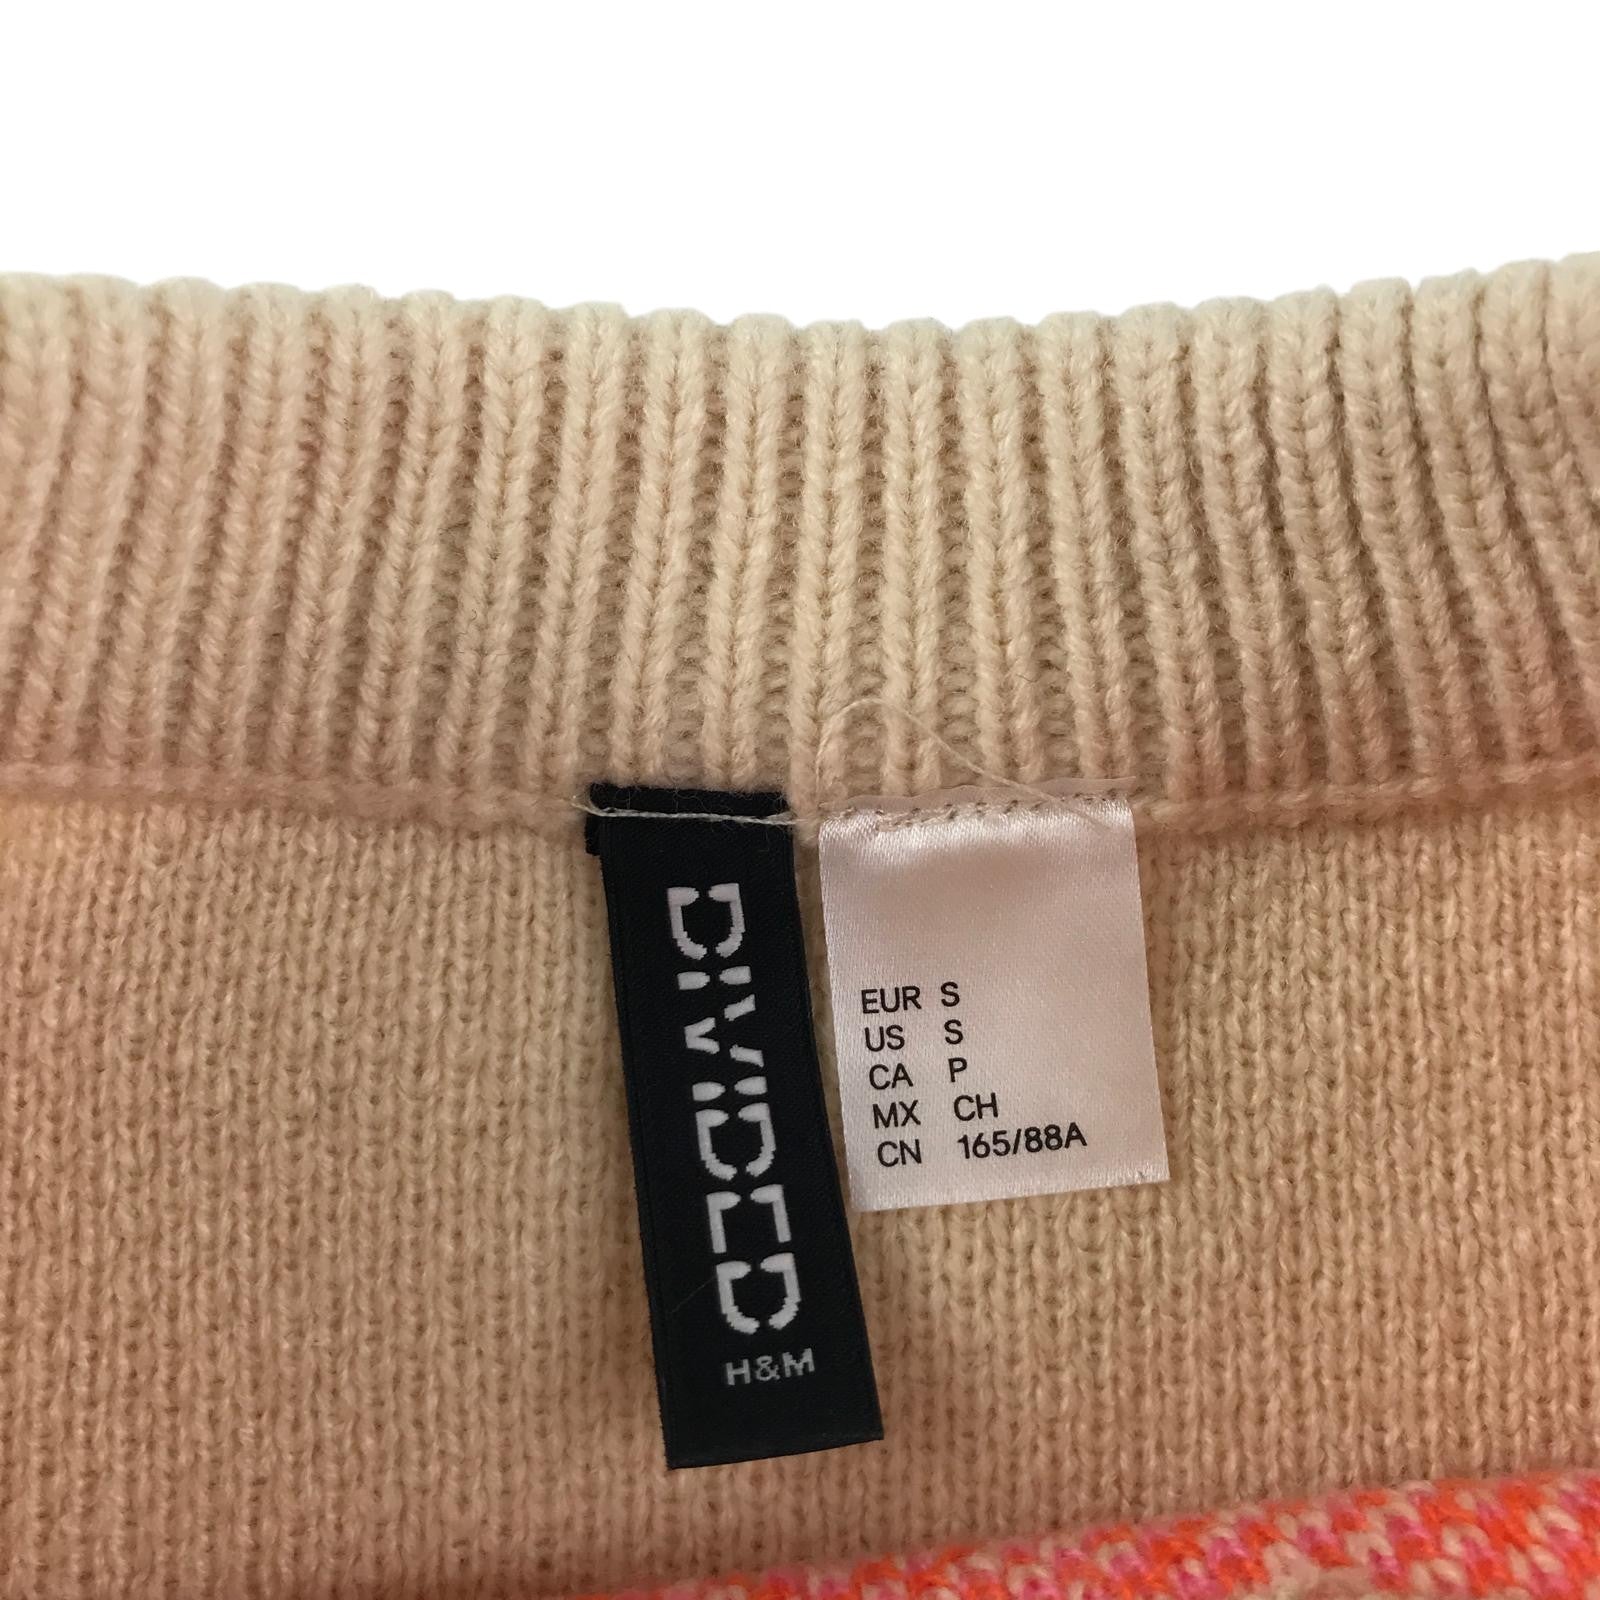 DIVIDED
H&M
EUR S
US S
CA P
MX CH
CN 165/88A